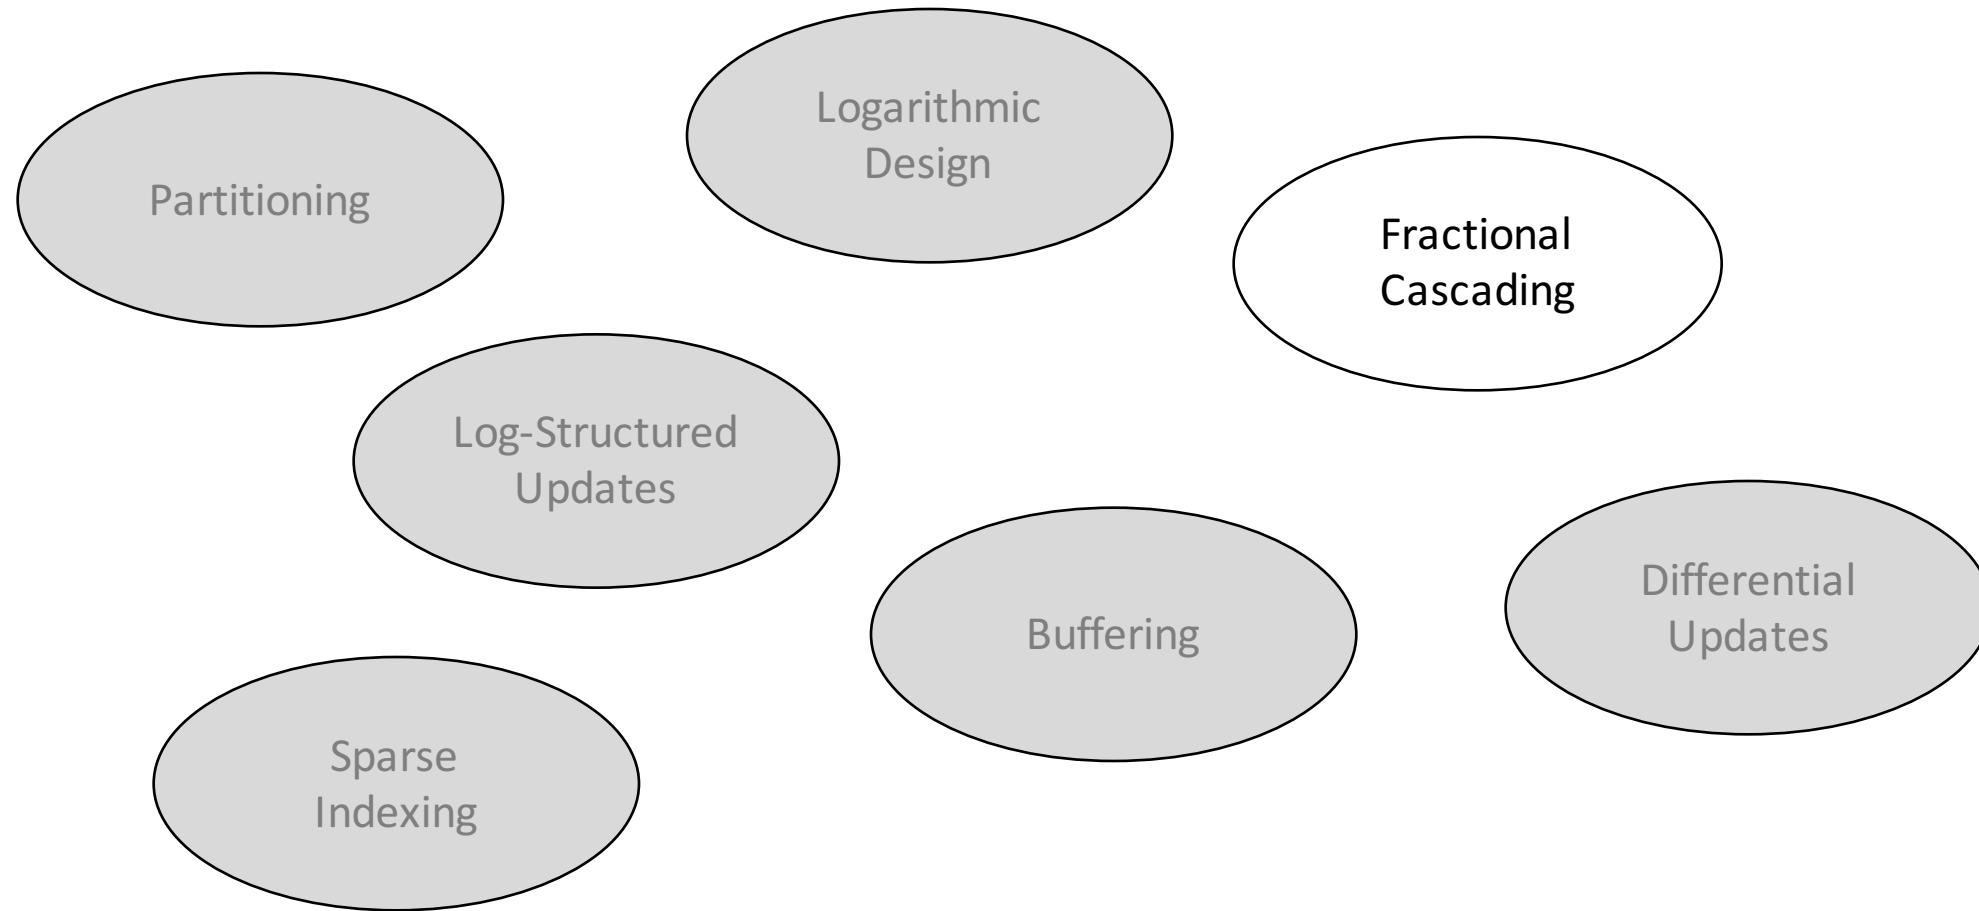 Logarithmic
Design
Partitioning
Fractional
Cascading
Log-Structured
Updates
Differential
Updates
Buffering
Sparse
Indexing